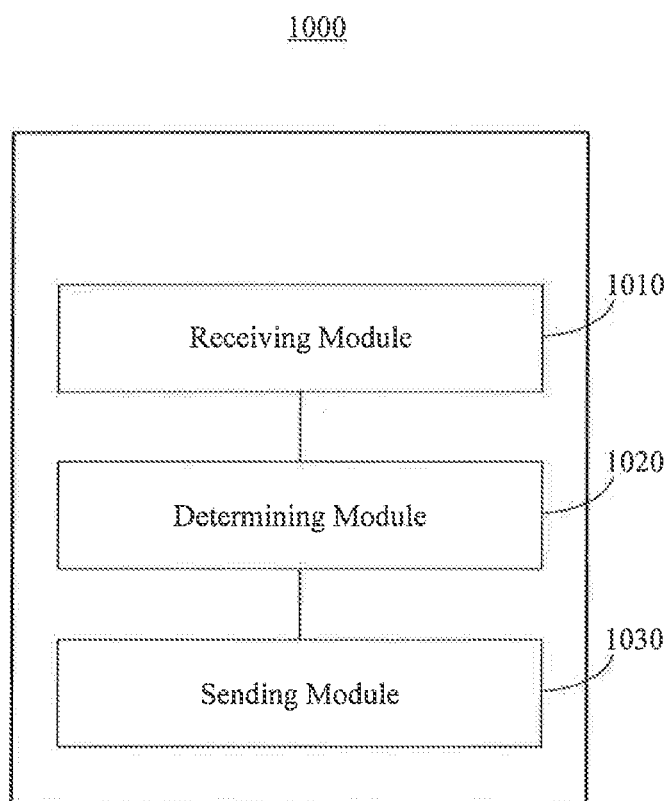 1000
1010
Receiving Module
1020
Determining Module
1030
Sending Module